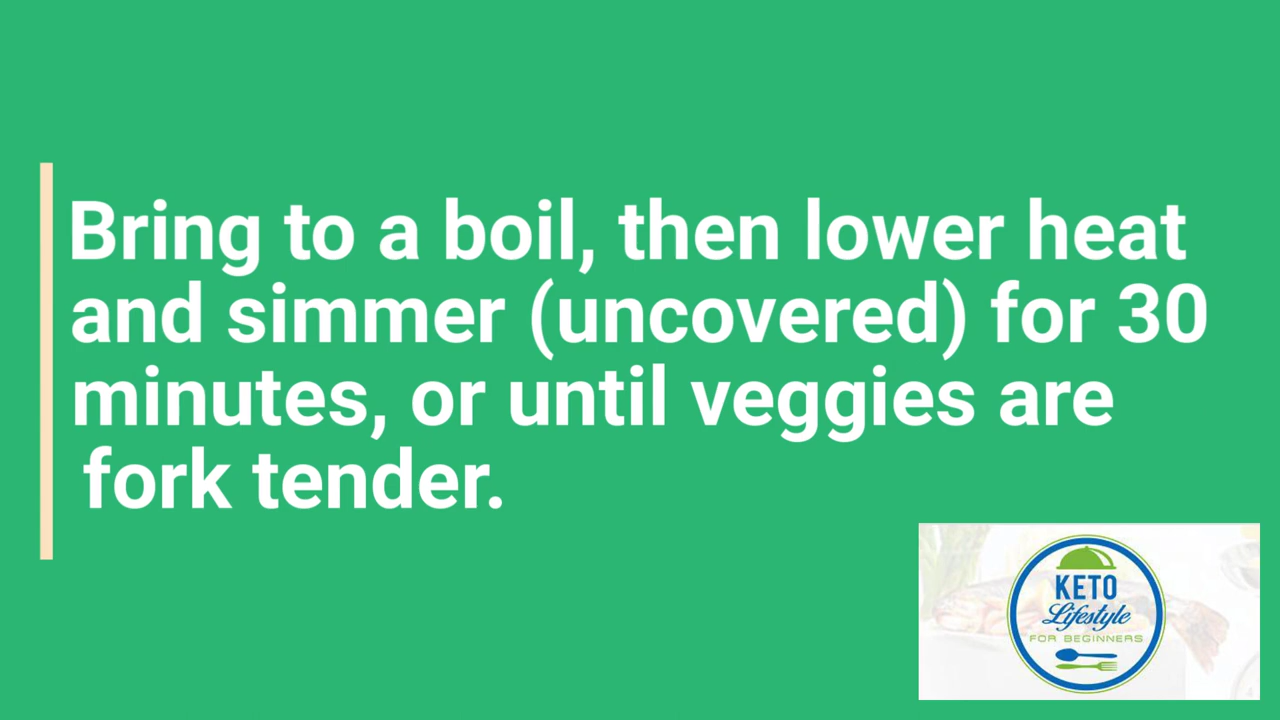 Bring to a boil, then lower heat
and simmer (uncovered) for 30
minutes, or until veggies are
fork tender.
KETO
Lifestyle
FOR BEGINNERS